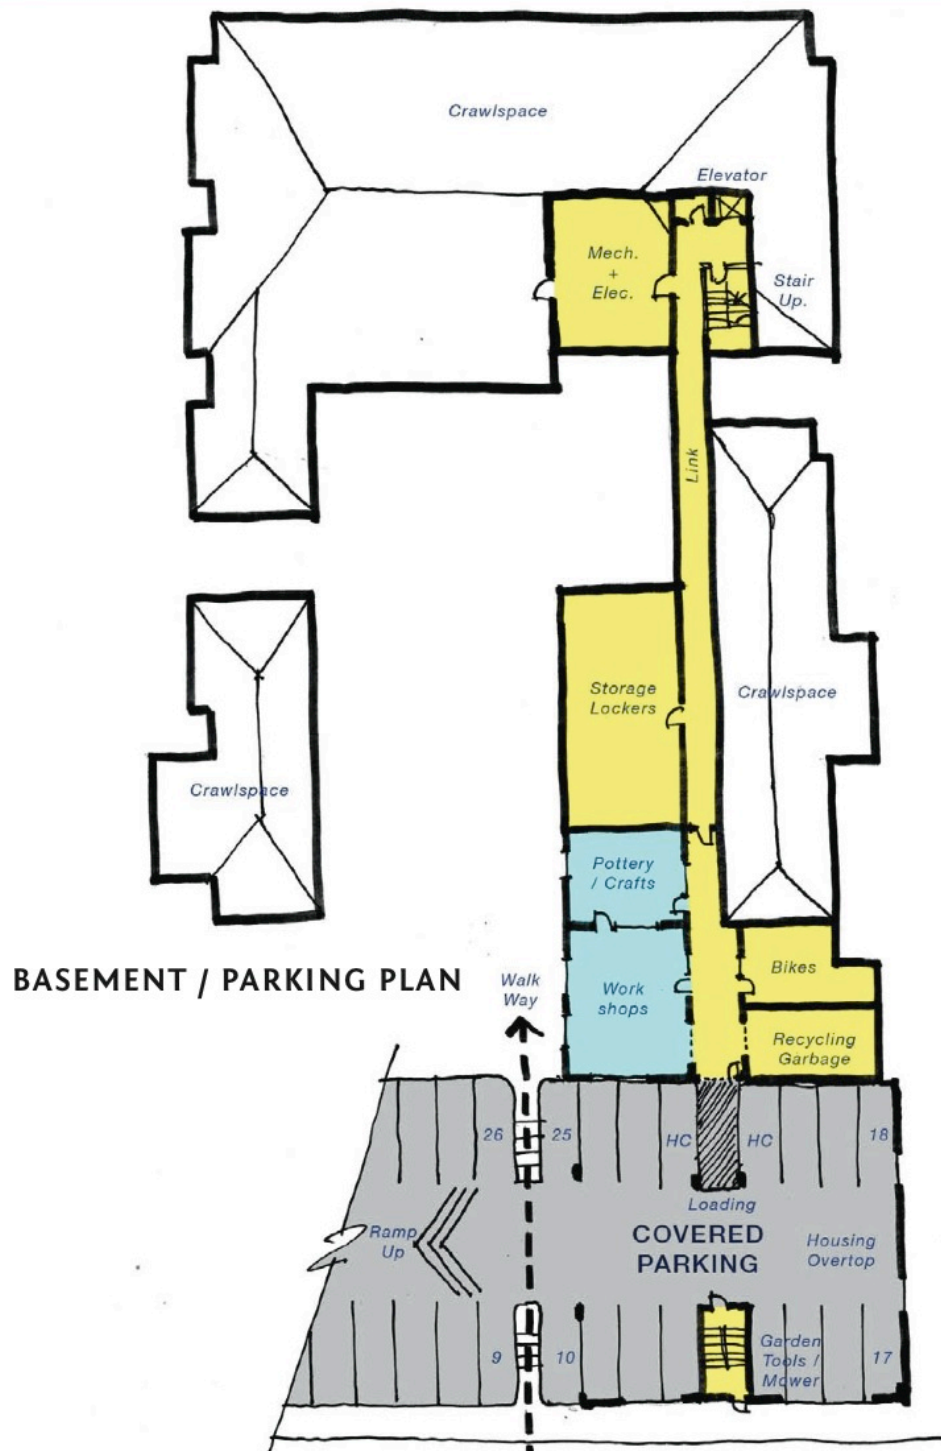 Crawlspace
Elevator
Mech.
+
Elec.
Stair
Up.
Link
Storage
Lockers
Crawlspace
Crawlspace
Pottery
/ Crafts
BASEMENT / PARKING PLAN
Walk
Way
Work
shops
Bikes
Recycling
Garbage
26
25
HC
HC
18
Loading
Ramp
Up
COVERED
PARKING
Housing
Overtop
9
10
Garden
Tools /
Mower
17